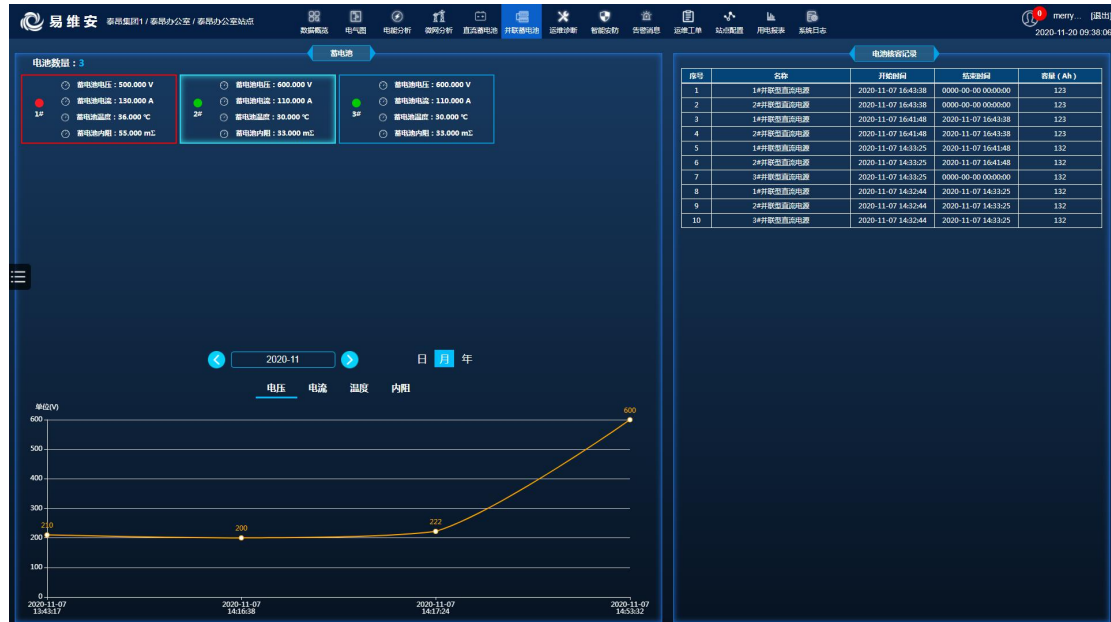 易维安 泰昂集团1 / 泰昂办公室 / 泰昂办公室站点
数据概览 电气图 电能分析 微网分析 直流蓄电池 并联蓄电池 运维诊断 智能安防 告警消息 运维工单 站点配置 用电报表 系统日志
0 merry... [退出]
2020-11-20 09:38:06
蓄电池
电池数量：3
1#
蓄电池电压：500.000 V
蓄电池电流：130.000 A
蓄电池温度：36.000 ℃
蓄电池内阻：55.000 mΣ
2#
蓄电池电压：600.000 V
蓄电池电流：110.000 A
蓄电池温度：30.000 ℃
蓄电池内阻：33.000 mΣ
3#
蓄电池电压：600.000 V
蓄电池电流：110.000 A
蓄电池温度：30.000 ℃
蓄电池内阻：33.000 mΣ
2020-11 日 月 年
电压 电流 温度 内阻
单位(V)
600
500
400
300
200
100
0
210
200
222
600
2020-11-07
13:43:17
2020-11-07
14:16:38
2020-11-07
14:17:24
2020-11-07
14:53:32
电池核容记录
序号 名称 开始时间 结束时间 容量（Ah）
1 1#并联型直流电源 2020-11-07 16:43:38 0000-00-00 00:00:00 123
2 2#并联型直流电源 2020-11-07 16:43:38 0000-00-00 00:00:00 123
3 1#并联型直流电源 2020-11-07 16:41:48 2020-11-07 16:43:38 123
4 2#并联型直流电源 2020-11-07 16:41:48 2020-11-07 16:43:38 123
5 1#并联型直流电源 2020-11-07 14:33:25 2020-11-07 16:41:48 132
6 2#并联型直流电源 2020-11-07 14:33:25 2020-11-07 16:41:48 132
7 3#并联型直流电源 2020-11-07 14:33:25 0000-00-00 00:00:00 132
8 1#并联型直流电源 2020-11-07 14:32:44 2020-11-07 14:33:25 132
9 2#并联型直流电源 2020-11-07 14:32:44 2020-11-07 14:33:25 132
10 3#并联型直流电源 2020-11-07 14:32:44 2020-11-07 14:33:25 132